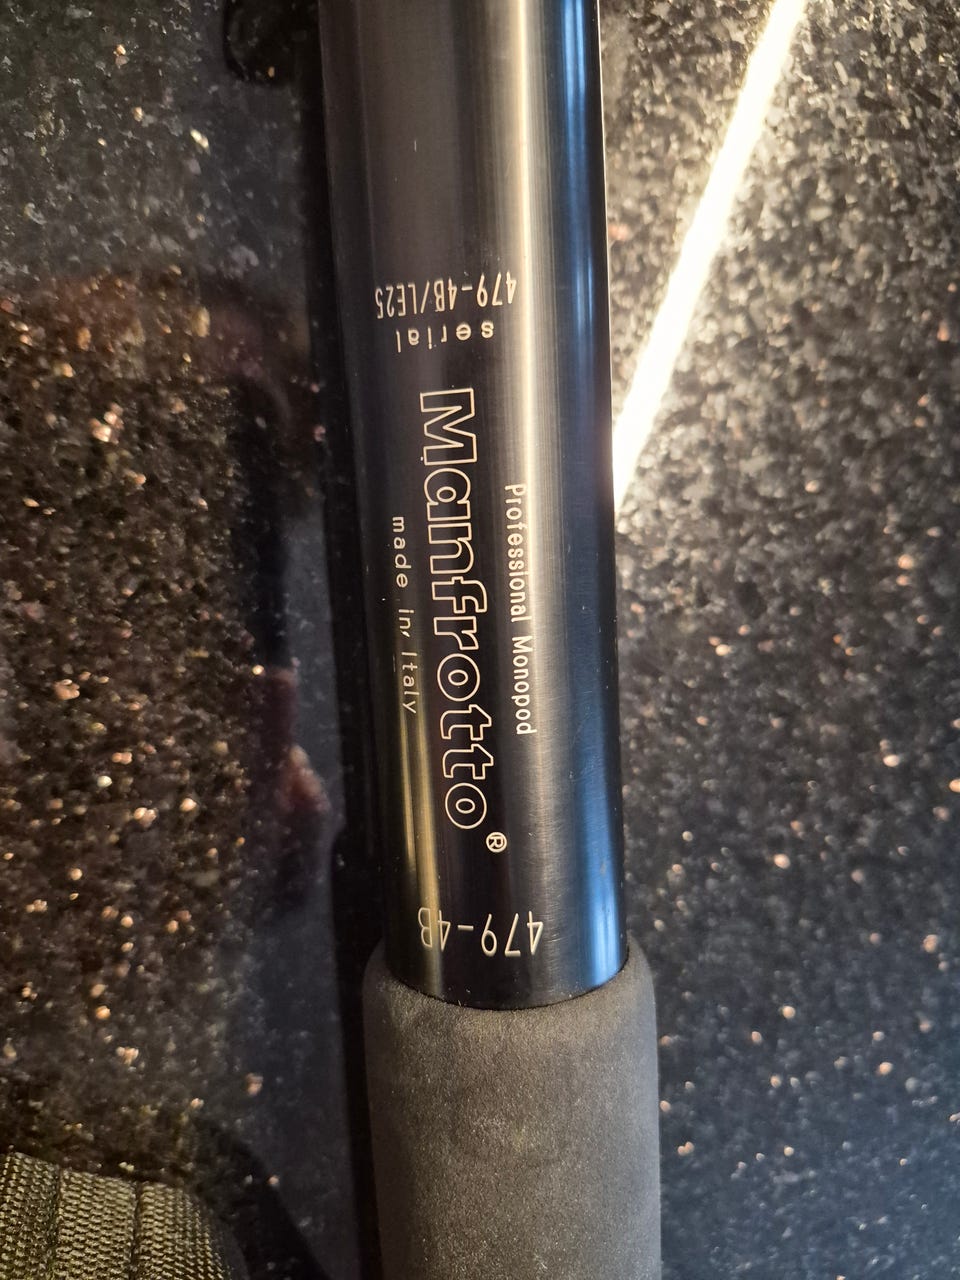 479-4B/LE25
serial
Professional Monopod
Manfrotto®
made in Italy
479-4B